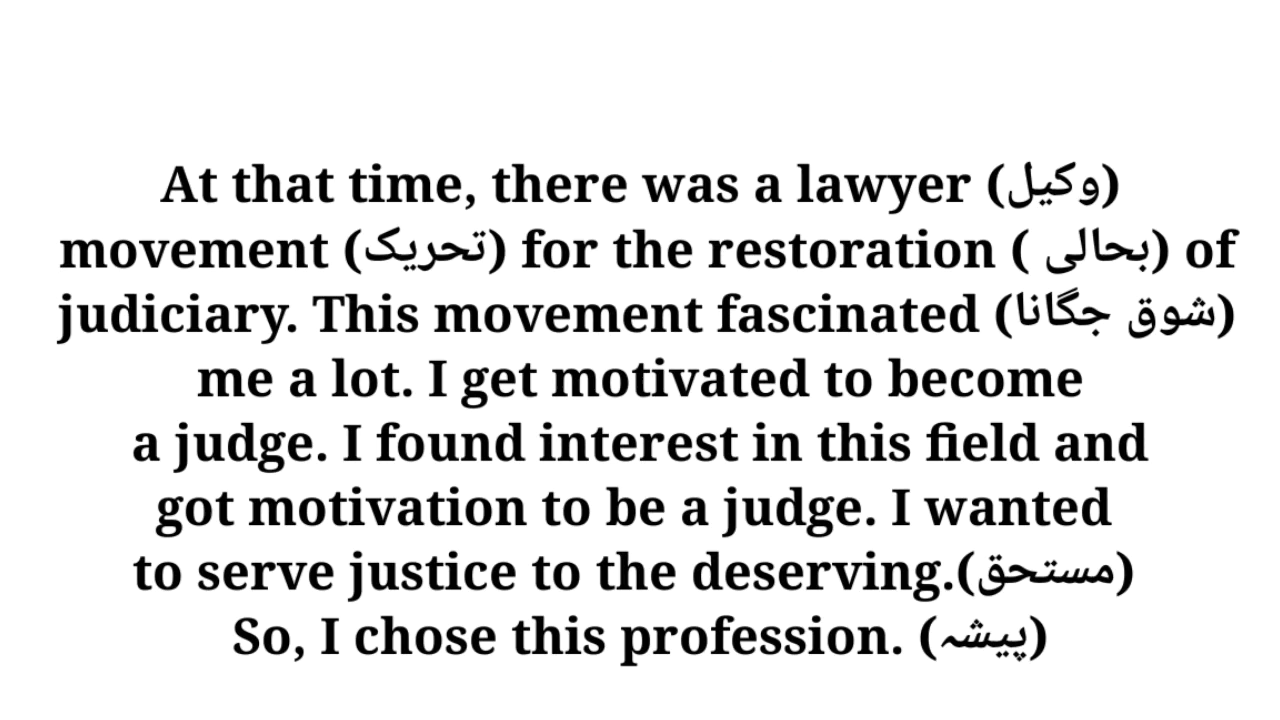 At that time, there was a lawyer (وکیل)
movement (تحریک) for the restoration ( بحالی) of
judiciary. This movement fascinated (شوق جگانا)
me a lot. I get motivated to become
a judge. I found interest in this field and
got motivation to be a judge. I wanted
to serve justice to the deserving.(مستحق)
So, I chose this profession. (پیشہ)